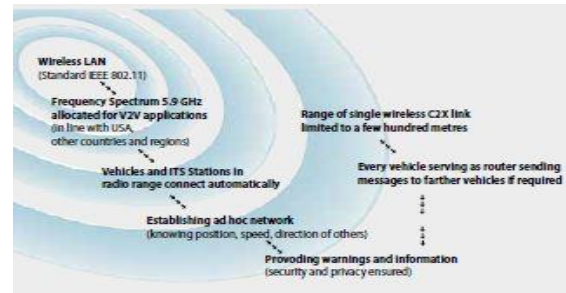 Wireless LAN
(Standard IEEE 802.11)
Frequency Spectrum 5.9 GHz
allocated for V2V applications
(in line with USA,
other countries and regions)
Vehicles and ITS Stations in
radio range connect automatically
Establishing ad hoc network
(knowing position, speed, direction of others)
Range of single wireless C2X link
limited to a few hundred metres
Every vehicle serving as router sending
messages to farther vehicles if required
Provoding warnings and information
(security and privacy ensured)